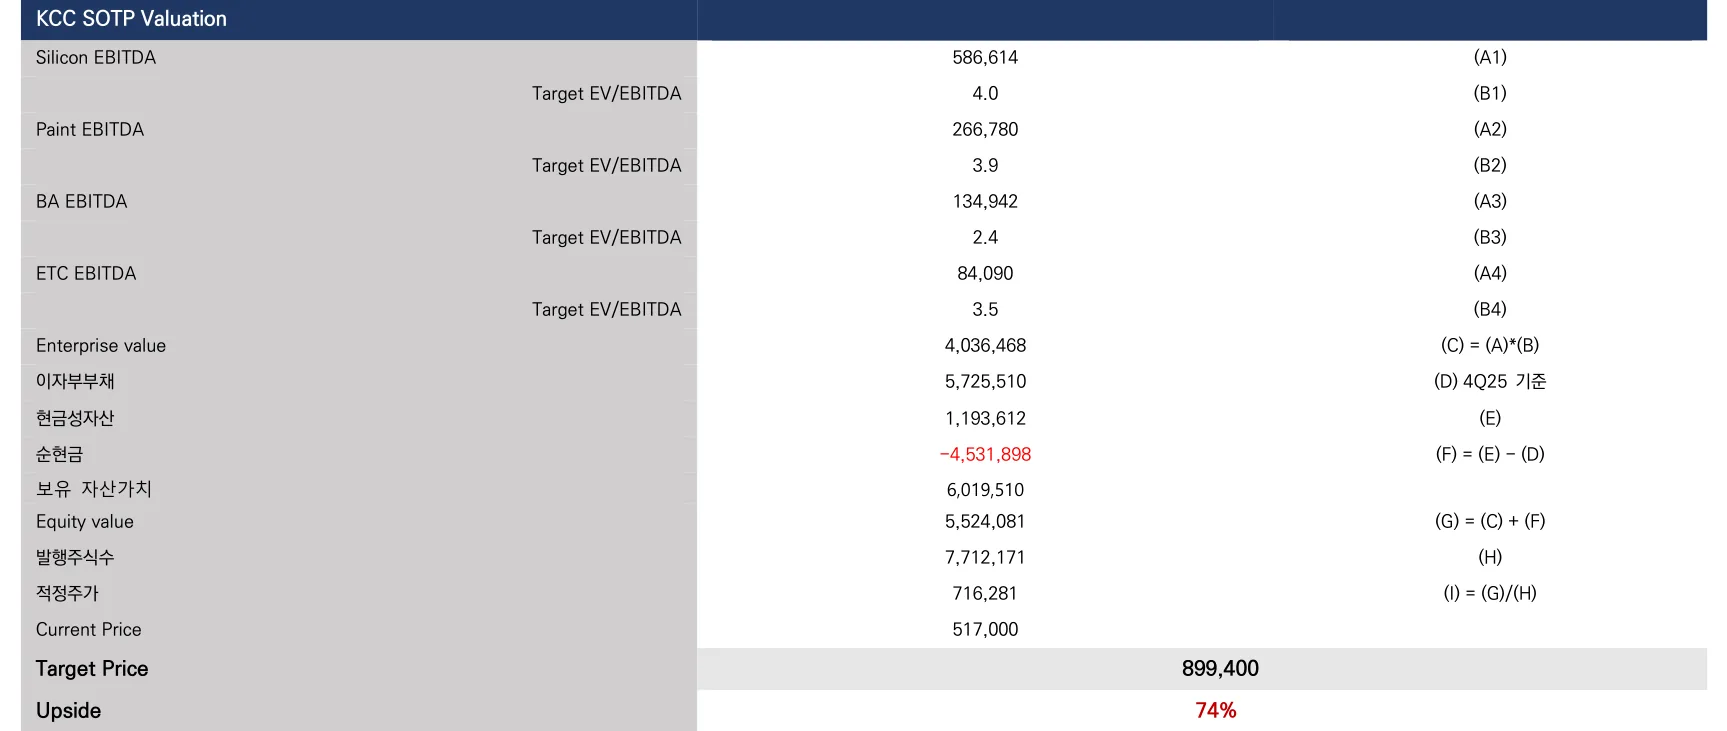 KCC SOTP Valuation
Silicon EBITDA 586,614 (A1)
Target EV/EBITDA 4.0 (B1)
Paint EBITDA 266,780 (A2)
Target EV/EBITDA 3.9 (B2)
BA EBITDA 134,942 (A3)
Target EV/EBITDA 2.4 (B3)
ETC EBITDA 84,090 (A4)
Target EV/EBITDA 3.5 (B4)
Enterprise value 4,036,468 (C) = (A)*(B)
이자부부채 5,725,510 (D) 4Q25 기준
현금성자산 1,193,612 (E)
순현금 -4,531,898 (F) = (E) - (D)
보유 자산가치 6,019,510
Equity value 5,524,081 (G) = (C) + (F)
발행주식수 7,712,171 (H)
적정주가 716,281 (I) = (G)/(H)
Current Price 517,000
Target Price 899,400
Upside 74%